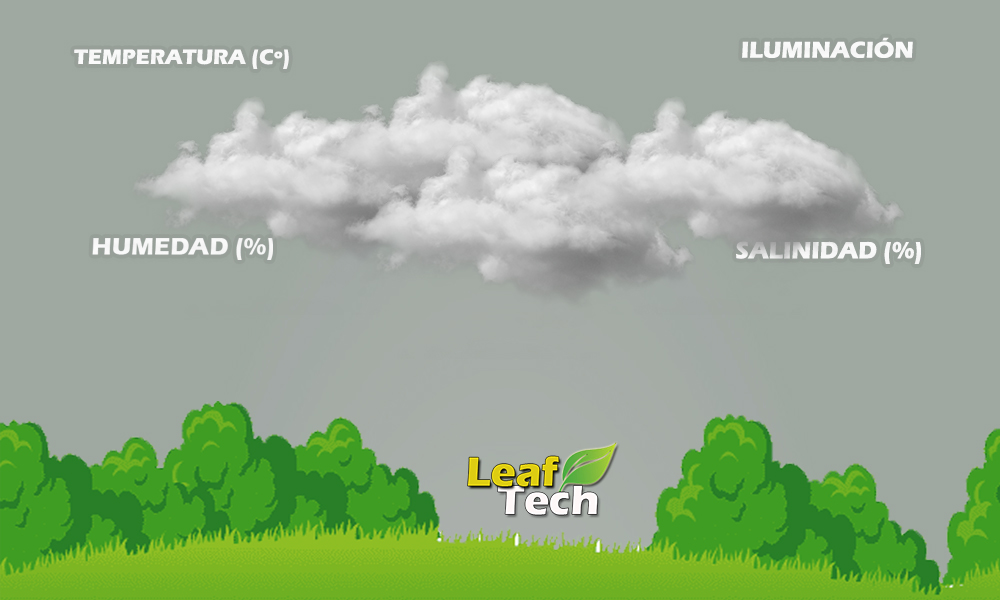 TEMPERATURA (Cº)
ILUMINACIÓN
HUMEDAD (%)
SALINIDAD (%)
Leaf
Tech